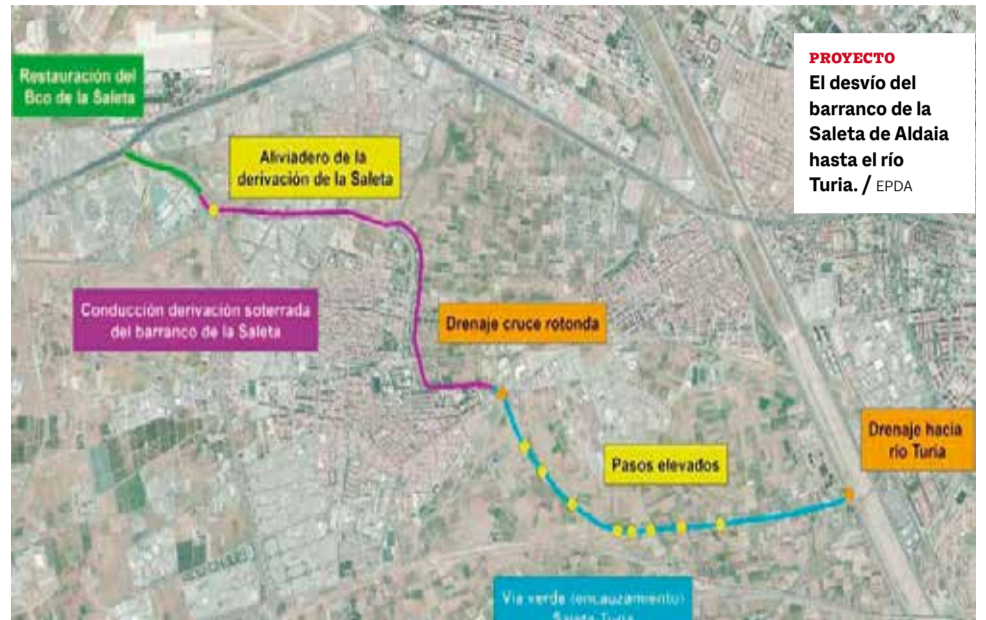 Restauración del
Bco de la Saleta
Aliviadero de la
derivación de la Saleta
PROYECTO
El desvío del
barranco de la
Saleta de Aldaia
hasta el río
Turia. / EPDA
Conducción derivación soterrada
del barranco de la Saleta
Drenaje cruce rotonda
Drenaje hacia
río Turia
Pasos elevados
Vía verde (encauzamiento)
Saleta Turia